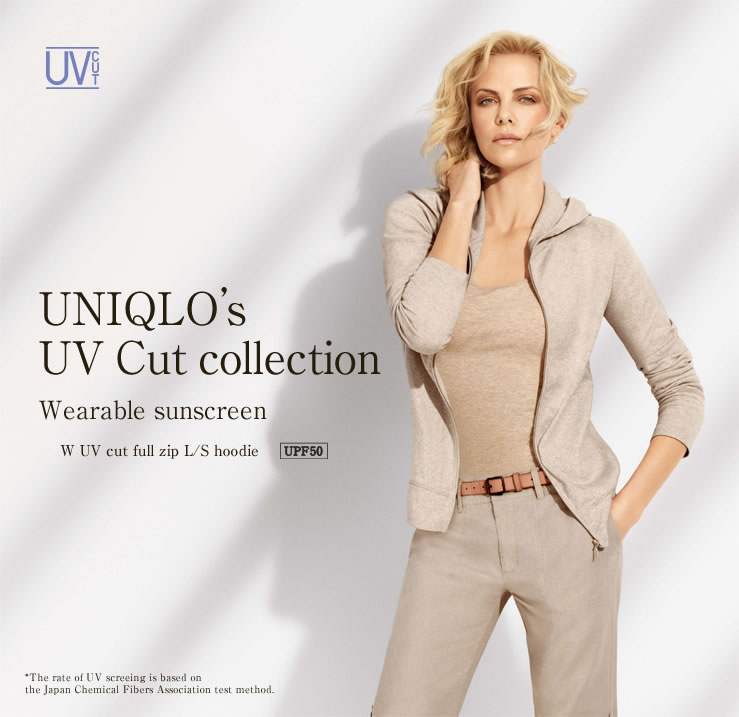 UV CUT
UNIQLO's
UV Cut collection
Wearable sunscreen
W UV cut full zip L/S hoodie UPF50
*The rate of UV screeing is based on
the Japan Chemical Fibers Association test method.